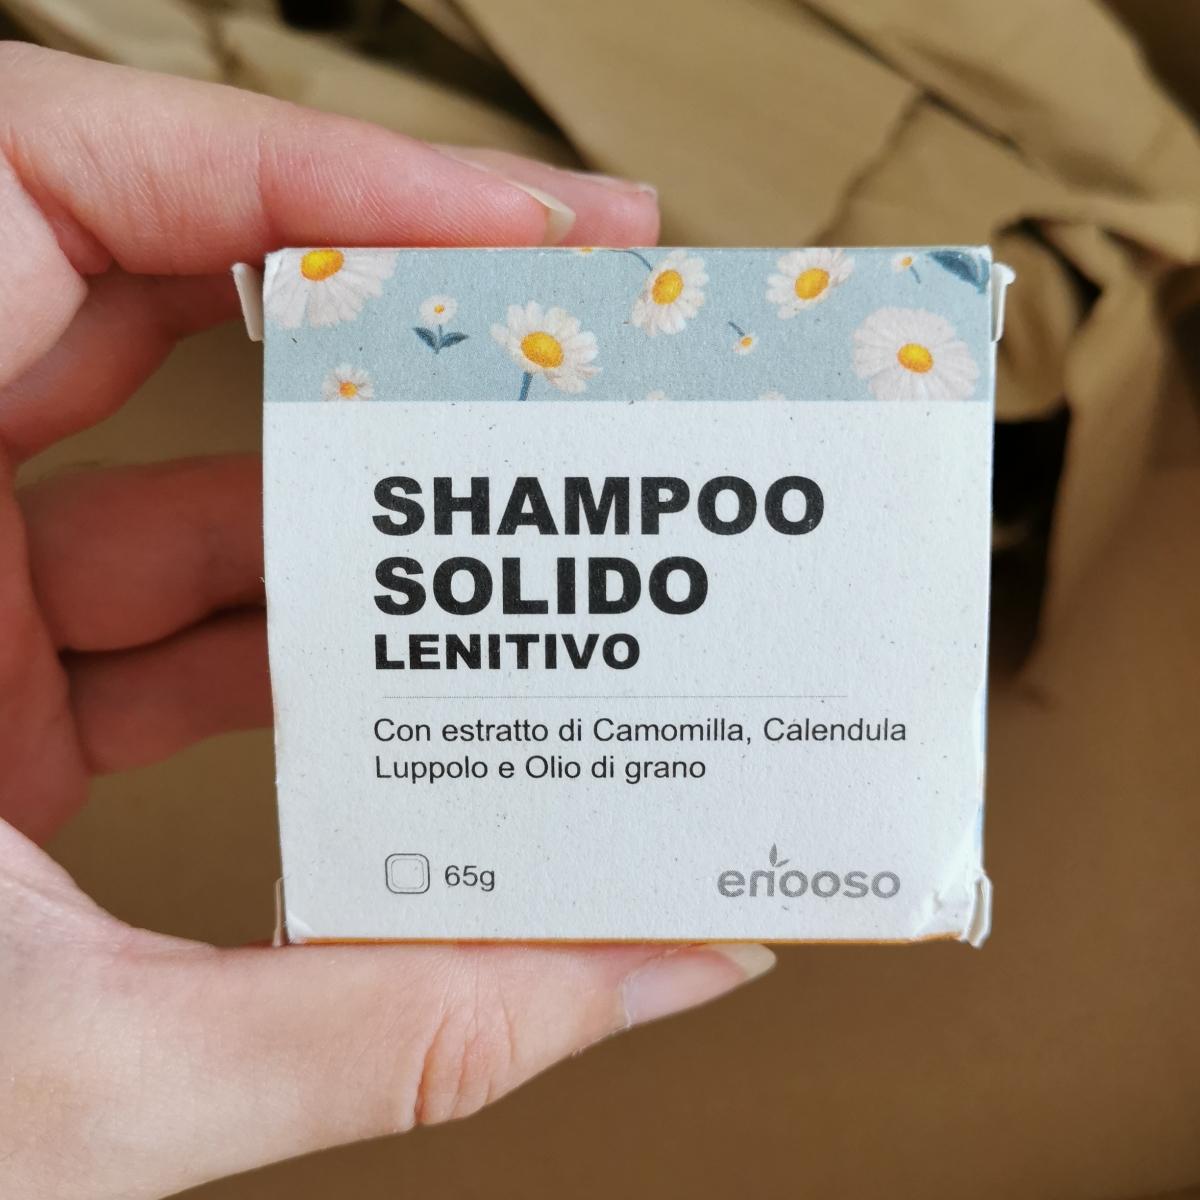 SHAMPOO
SOLIDO
LENITIVO
Con estratto di Camomilla, Calendula
Luppolo e Olio di grano
65g
enooso